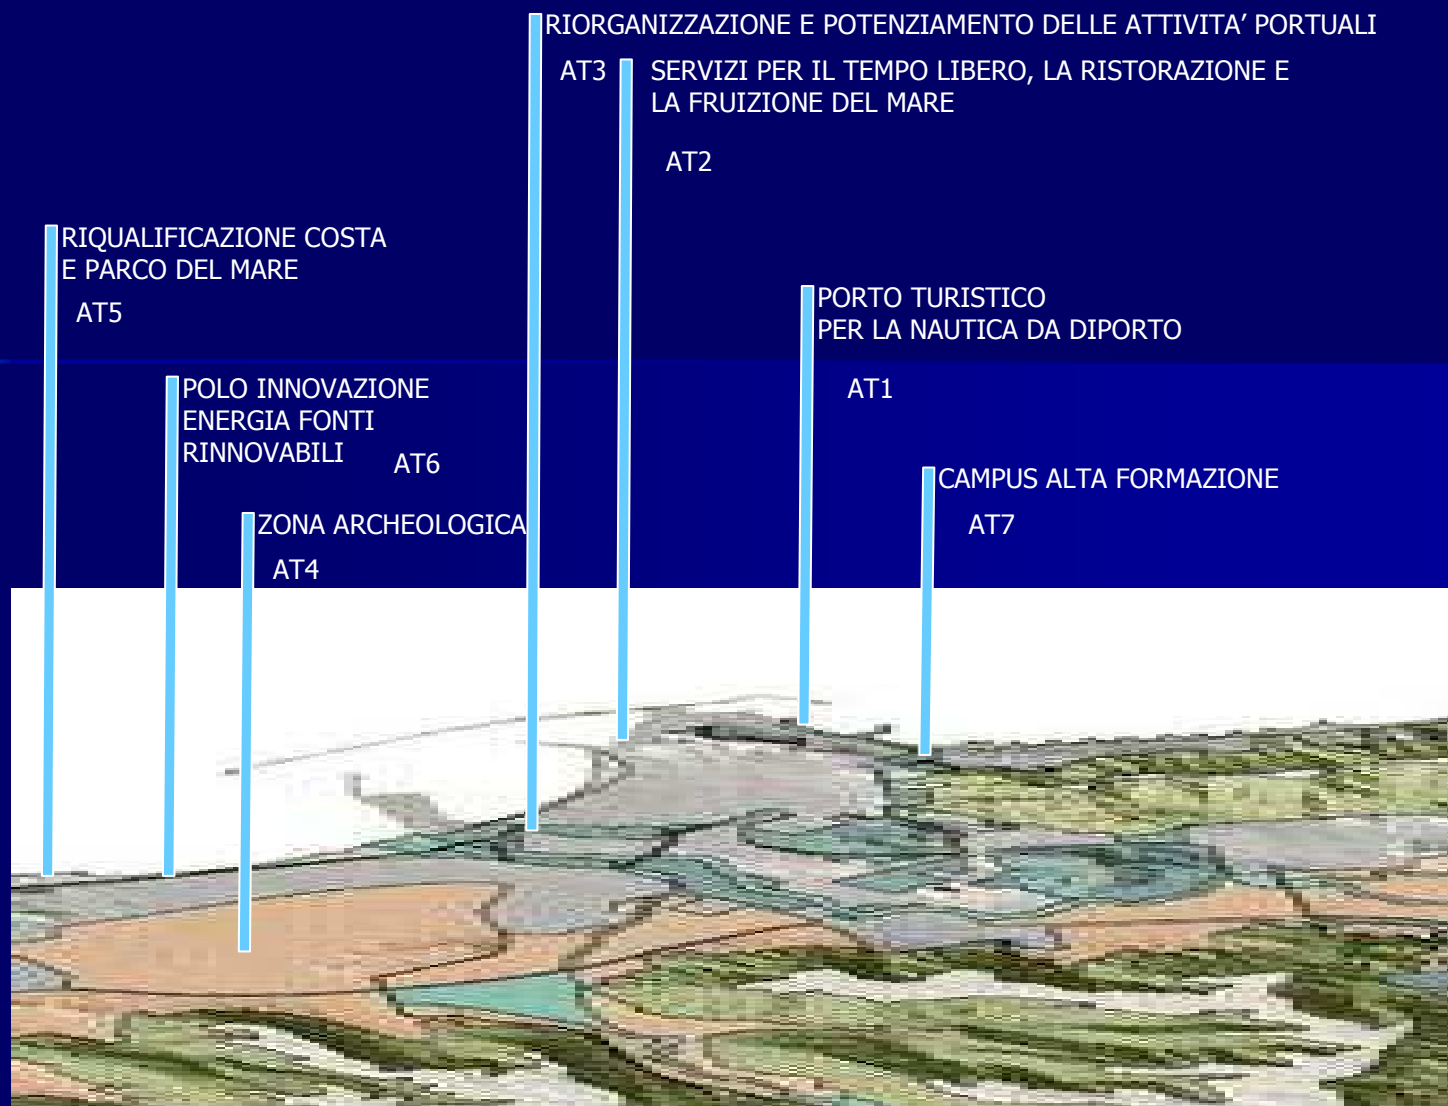 RIORGANIZZAZIONE E POTENZIAMENTO DELLE ATTIVITA’ PORTUALI
AT3
SERVIZI PER IL TEMPO LIBERO, LA RISTORAZIONE E
LA FRUIZIONE DEL MARE
AT2
RIQUALIFICAZIONE COSTA
E PARCO DEL MARE
AT5
PORTO TURISTICO
PER LA NAUTICA DA DIPORTO
AT1
POLO INNOVAZIONE
ENERGIA FONTI
RINNOVABILI
AT6
CAMPUS ALTA FORMAZIONE
AT7
ZONA ARCHEOLOGICA
AT4